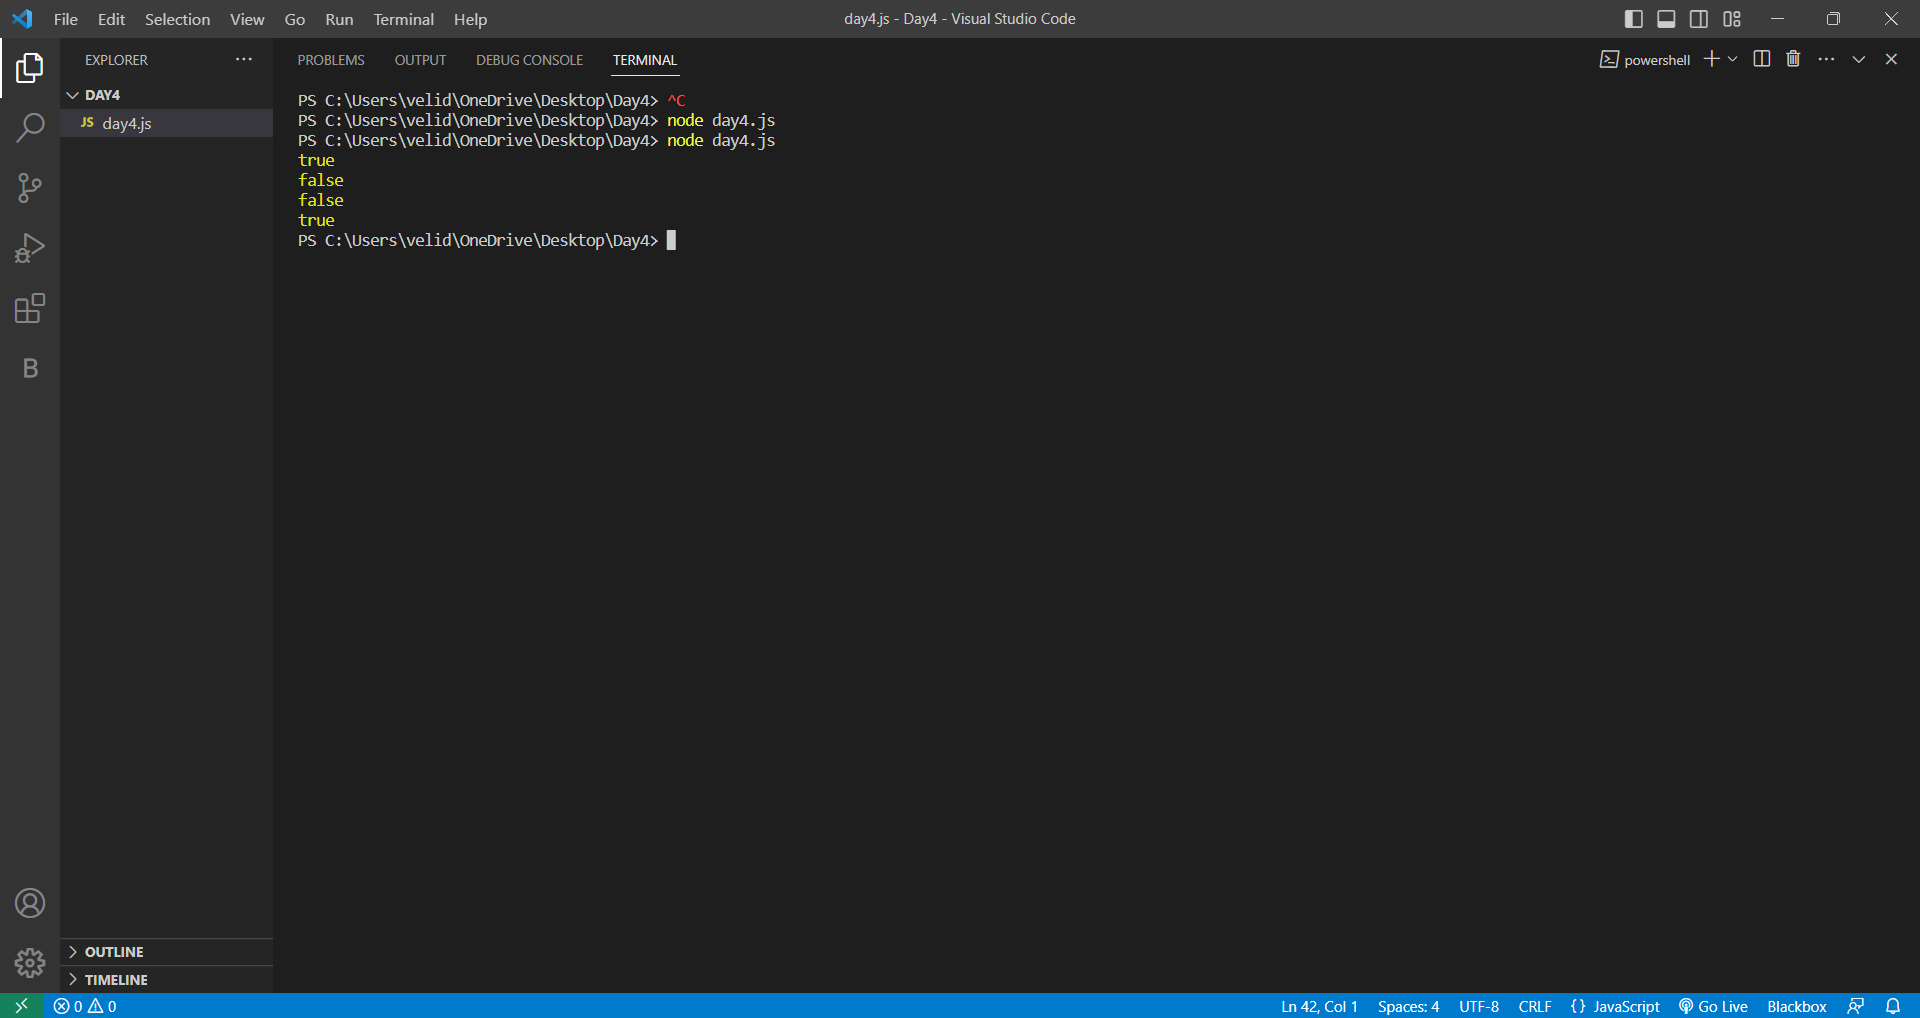 File Edit Selection View Go Run Terminal Help
day4.js - Day4 - Visual Studio Code
EXPLORER
DAY4
JS day4.js
B
OUTLINE
TIMELINE
PROBLEMS OUTPUT DEBUG CONSOLE TERMINAL
powershell
PS C:\Users\velid\OneDrive\Desktop\Day4> ^C
PS C:\Users\velid\OneDrive\Desktop\Day4> node day4.js
PS C:\Users\velid\OneDrive\Desktop\Day4> node day4.js
true
false
false
true
PS C:\Users\velid\OneDrive\Desktop\Day4>
0 0
Ln 42, Col 1 Spaces: 4 UTF-8 CRLF {} JavaScript Go Live Blackbox